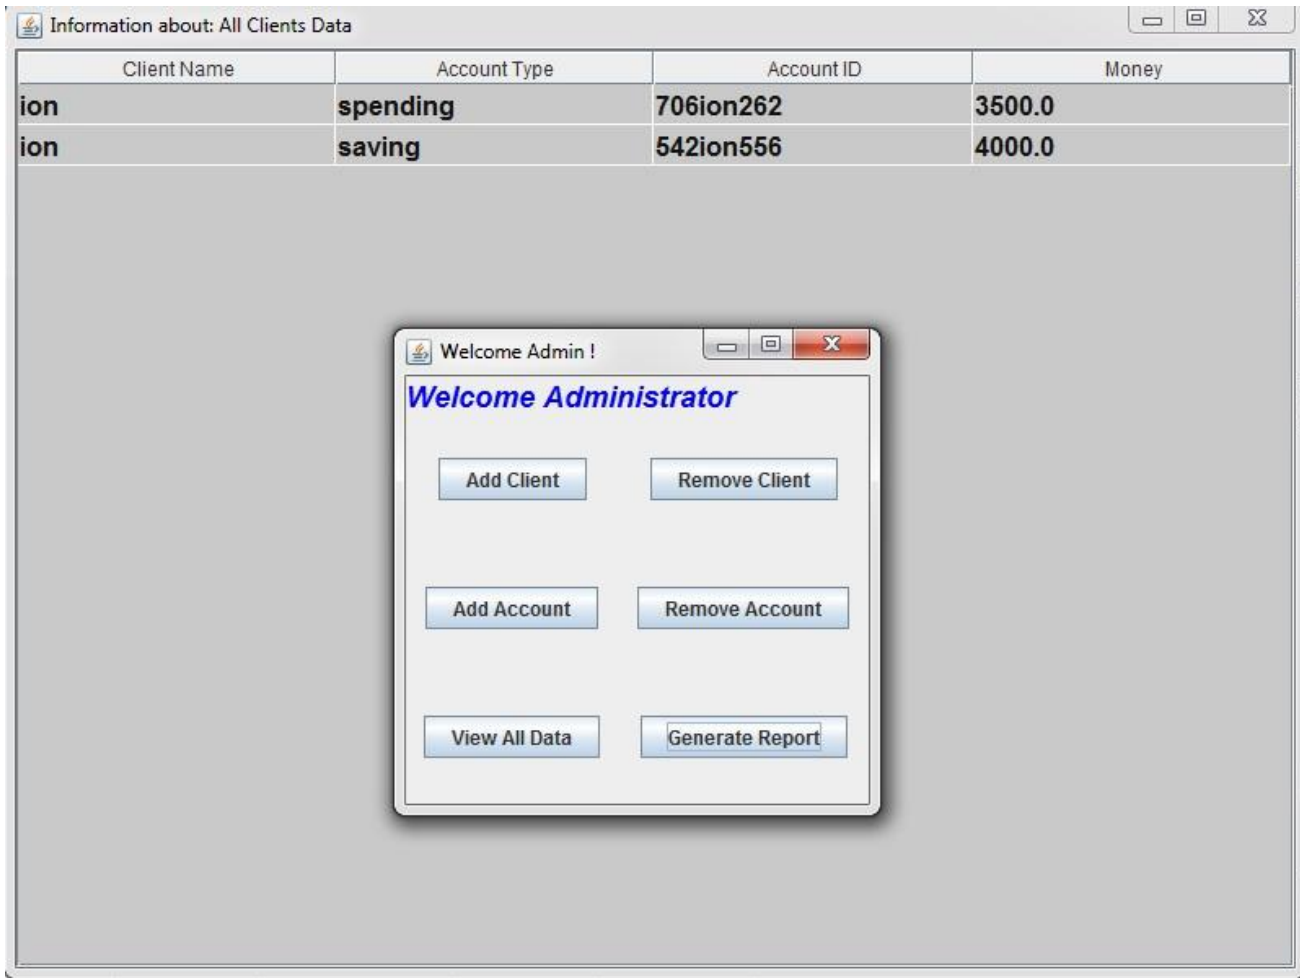 Information about: All Clients Data
Client Name Account Type Account ID Money
ion spending 706ion262 3500.0
ion saving 542ion556 4000.0
Welcome Admin !
Welcome Administrator
Add Client Remove Client
Add Account Remove Account
View All Data Generate Report